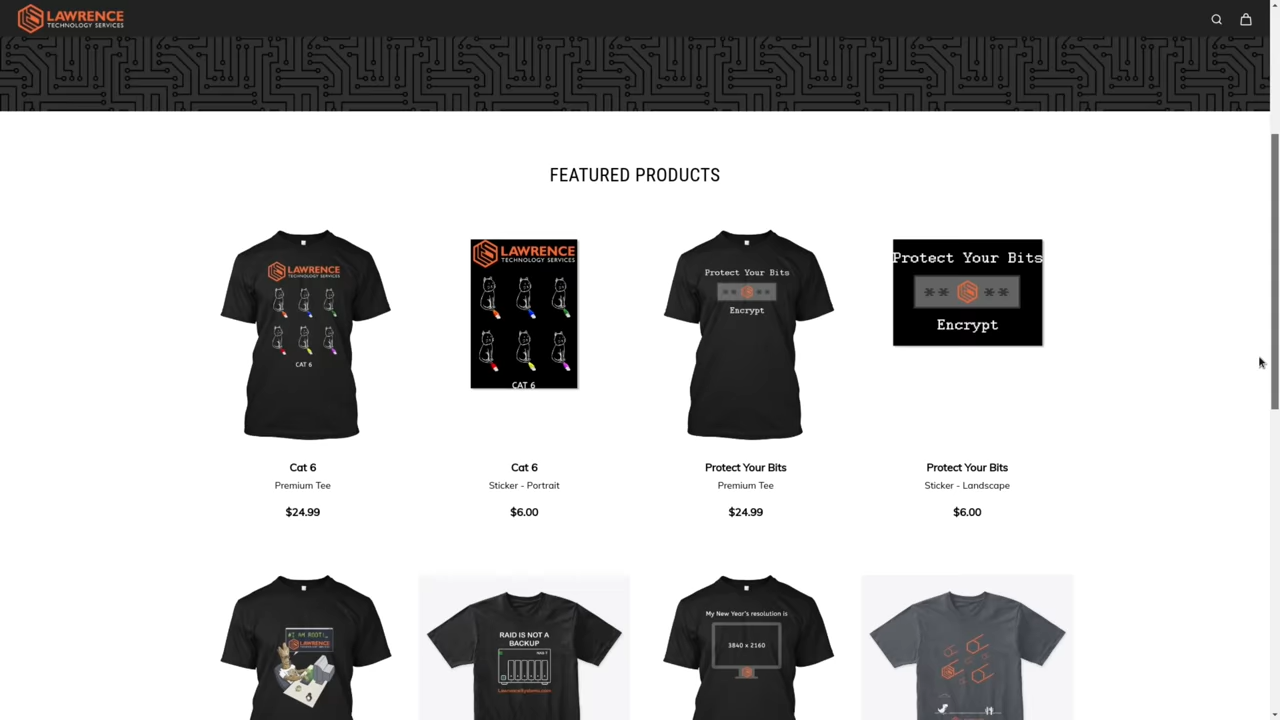 LAWRENCE
TECHNOLOGY SERVICES
FEATURED PRODUCTS
LAWRENCE
TECHNOLOGY SERVICES
CAT 6
LAWRENCE
TECHNOLOGY SERVICES
CAT 6
Protect Your Bits
** **
Encrypt
Protect Your Bits
** **
Encrypt
Cat 6
Premium Tee
$24.99
Cat 6
Sticker - Portrait
$6.00
Protect Your Bits
Premium Tee
$24.99
Protect Your Bits
Sticker - Landscape
$6.00
#I AM ROOT!_
LAWRENCE
RAID IS NOT A
BACKUP
LawrenceSystems.com
My New Year's resolution is
3840 x 2160